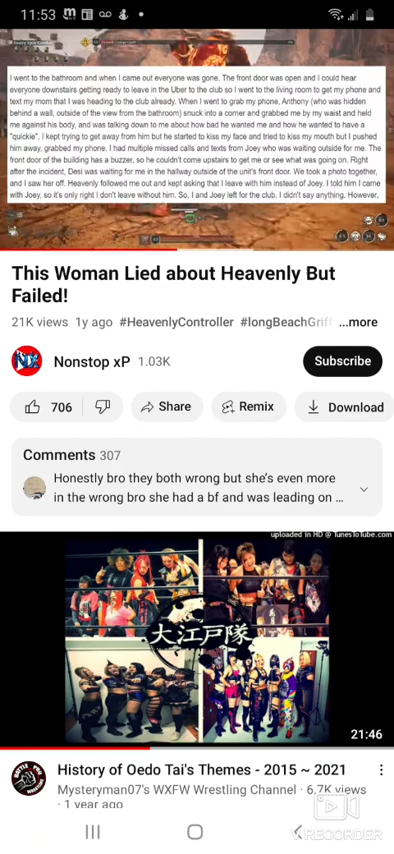 11:53
I went to the bathroom and when I came out everyone was gone. The front door was open and I could hear
everyone downstairs getting ready to leave in the Uber to the club so I went to the living room to get my phone and
text my mom that I was heading to the club already. When I went to grab my phone, Anthony (who was hidden
behind a wall, outside of the view from the bathroom) snuck into a corner and grabbed me by my waist and held
me against his body, and was talking down to me about how bad he wanted me and how he wanted to have a
"quickie". I kept trying to get away from him but he started to kiss my face and tried to kiss my mouth but I pushed
him away, grabbed my phone. I had multiple missed calls and texts from Joey who was waiting outside for me. The
front door of the building has a buzzer, so he couldn't come upstairs to get me or see what was going on. Right
after the incident, Desi was waiting for me in the hallway outside of the unit's front door. We took a photo together,
and I saw her off. Heavenly followed me out and kept asking that I leave with him instead of Joey. I told him I came
with Joey, so it's only right I don't leave without him. So, I and Joey left for the club. I didn't say anything. However,
This Woman Lied about Heavenly But
Failed!
21K views 1y ago #HeavenlyController #longBeachGriff ...more
Nonstop xP 1.03K
Subscribe
706
Share
Remix
Download
Comments 307
Honestly bro they both wrong but she's even more
in the wrong bro she had a bf and was leading on ...
uploaded in HD @ TunesToTube.com
大江戸隊
21:46
History of Oedo Tai's Themes - 2015 ~ 2021
Mysteryman07's WXFW Wrestling Channel · 6.7K views
· 1 year ago
RECORDER